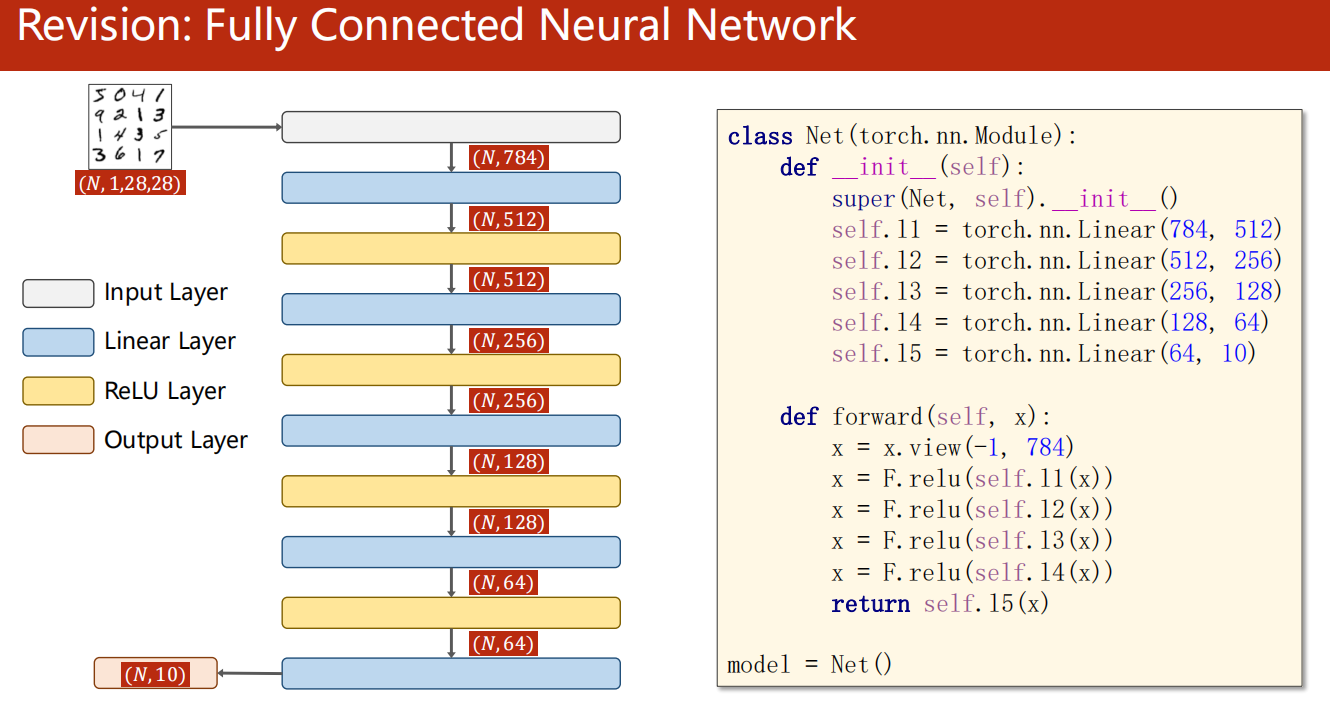 Revision: Fully Connected Neural Network
5 0 4 1
9 2 1 3
1 4 3 5
3 6 1 7
(N, 1,28,28)
(N, 784)
(N, 512)
(N, 512)
(N, 256)
(N, 256)
(N, 128)
(N, 128)
(N, 64)
(N, 64)
(N, 10)
Input Layer
Linear Layer
ReLU Layer
Output Layer
class Net(torch.nn.Module):
    def __init__(self):
        super(Net, self).__init__()
        self.l1 = torch.nn.Linear(784, 512)
        self.l2 = torch.nn.Linear(512, 256)
        self.l3 = torch.nn.Linear(256, 128)
        self.l4 = torch.nn.Linear(128, 64)
        self.l5 = torch.nn.Linear(64, 10)
    def forward(self, x):
        x = x.view(-1, 784)
        x = F.relu(self.l1(x))
        x = F.relu(self.l2(x))
        x = F.relu(self.l3(x))
        x = F.relu(self.l4(x))
        return self.l5(x)
model = Net()